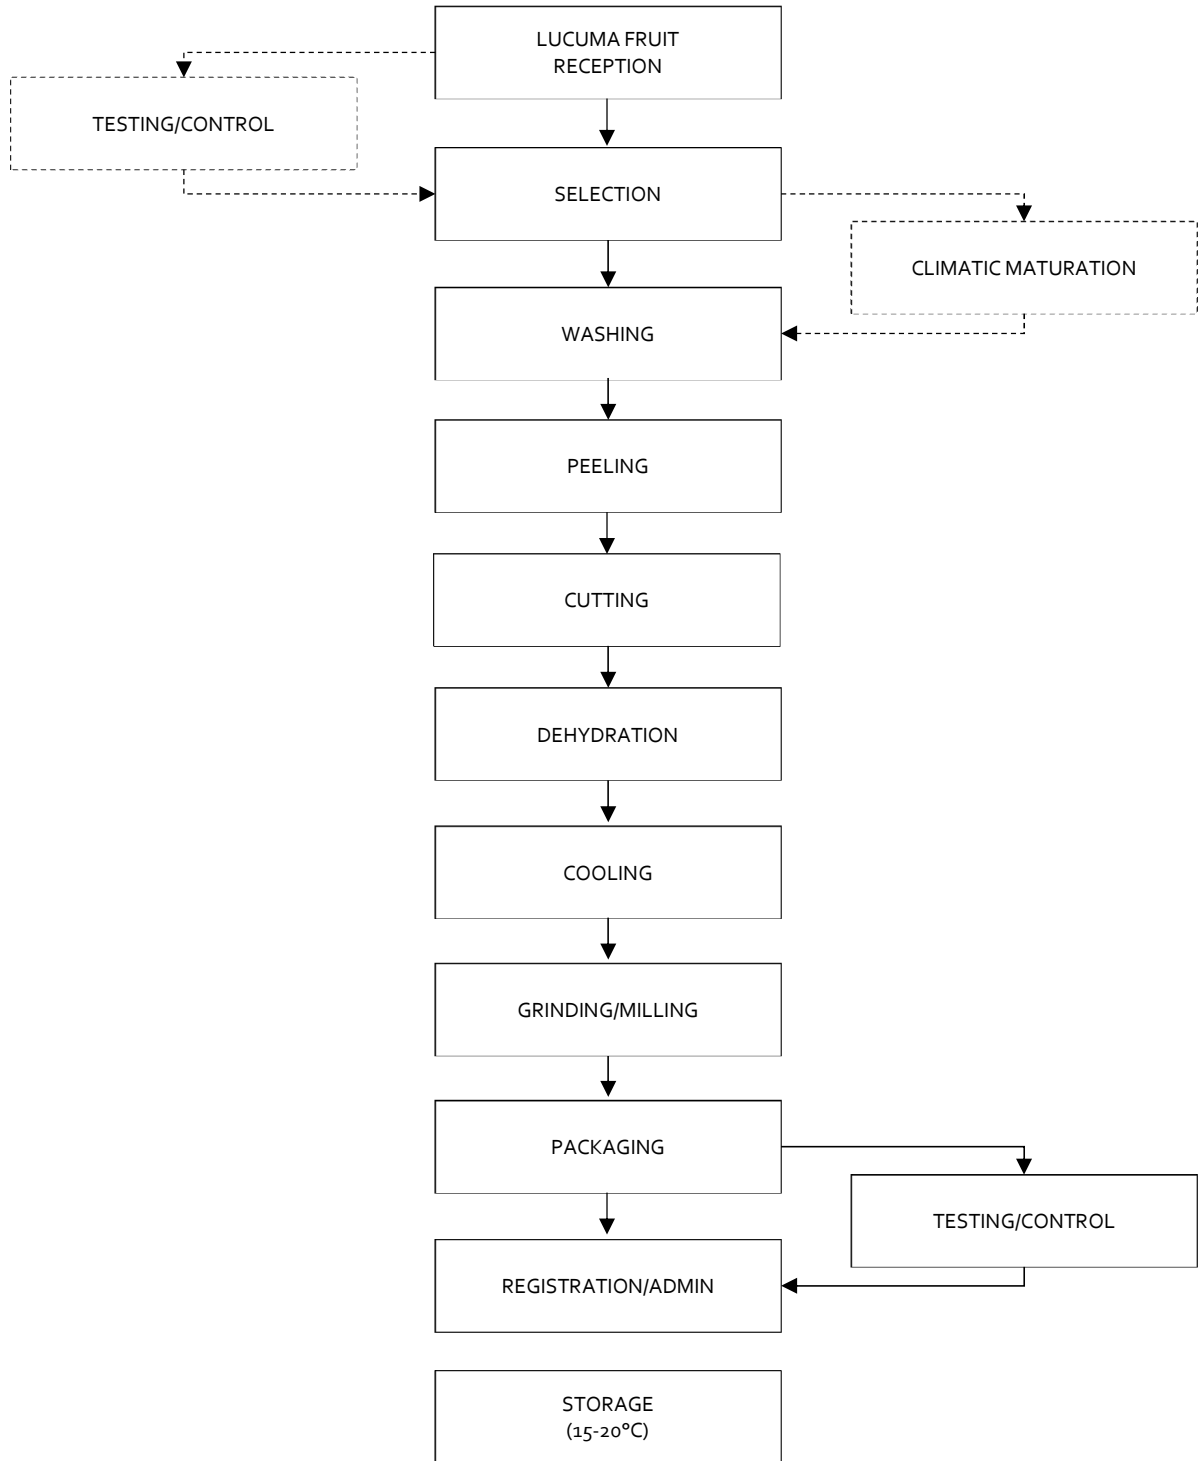 LUCUMA FRUIT
RECEPTION
TESTING/CONTROL
SELECTION
CLIMATIC MATURATION
WASHING
PEELING
CUTTING
DEHYDRATION
COOLING
GRINDING/MILLING
PACKAGING
TESTING/CONTROL
REGISTRATION/ADMIN
STORAGE
(15-20°C)